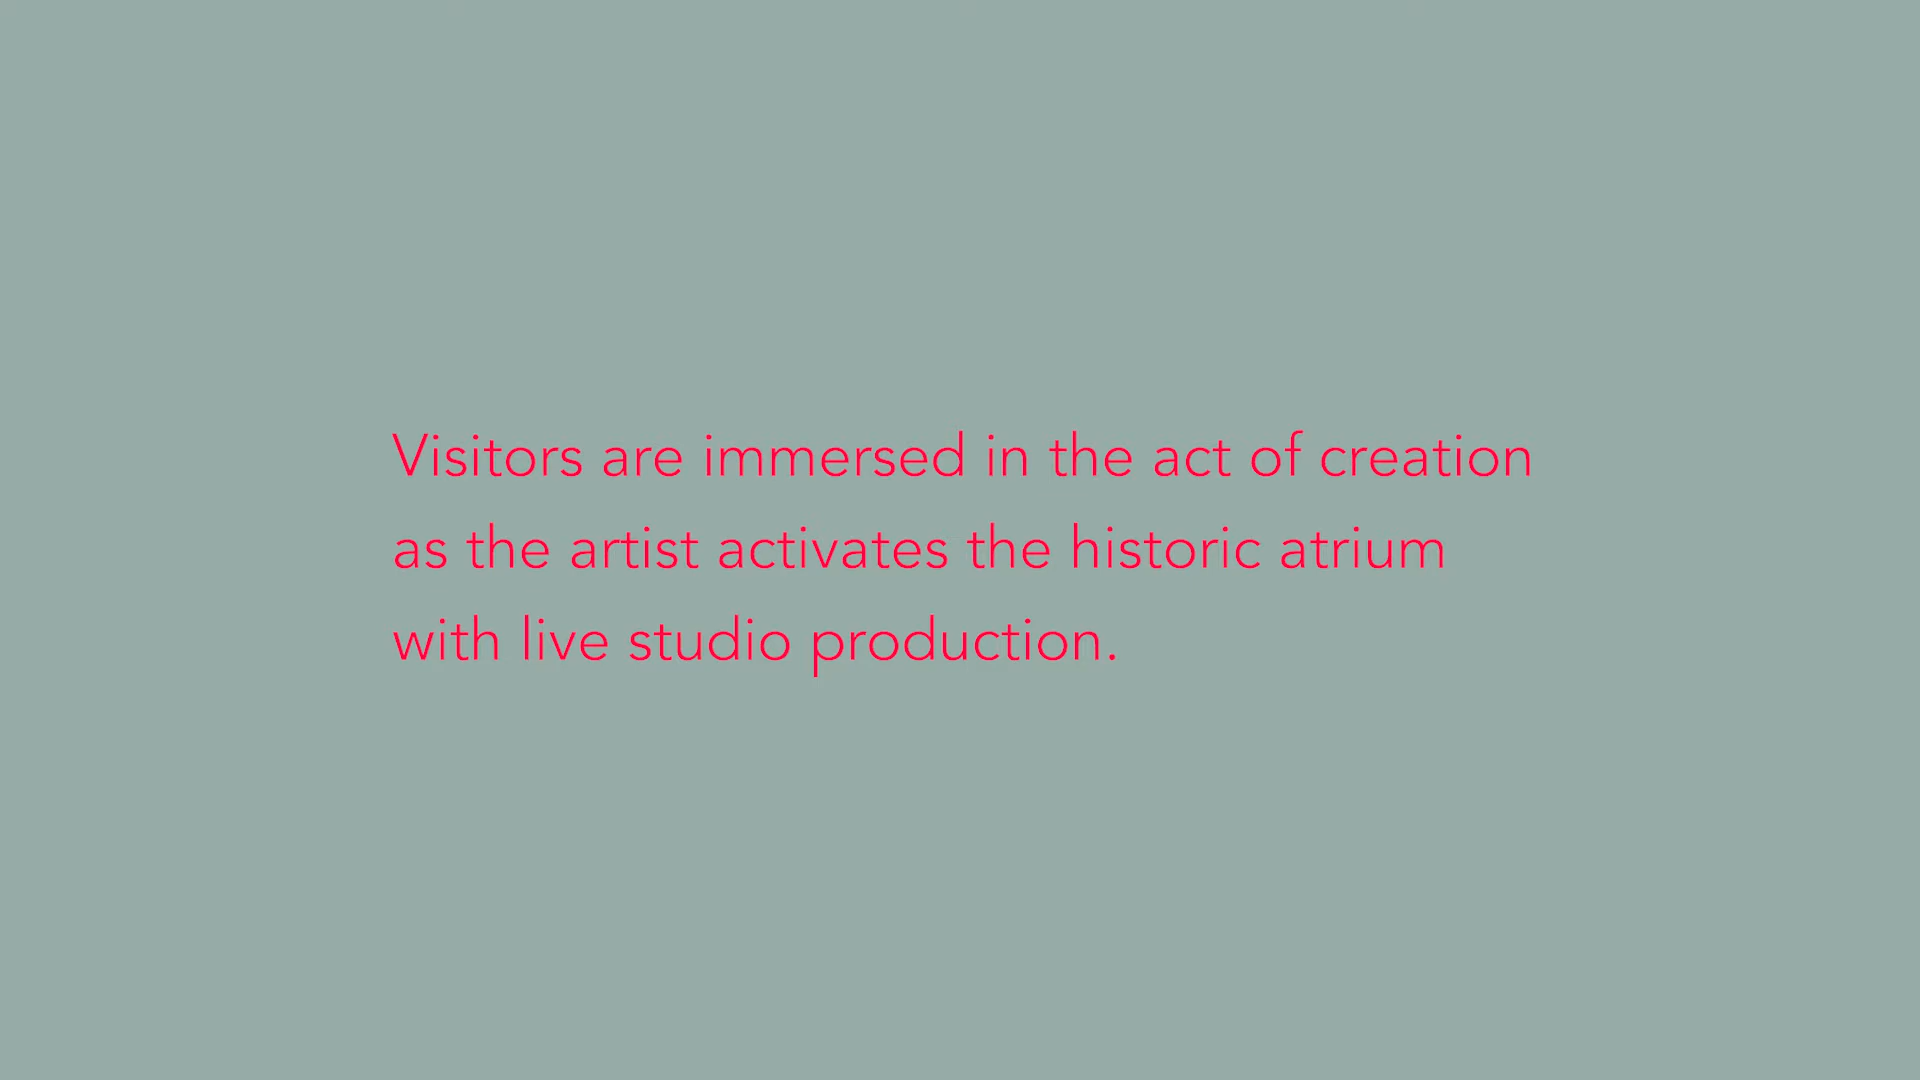 Visitors are immersed in the act of creation
as the artist activates the historic atrium
with live studio production.